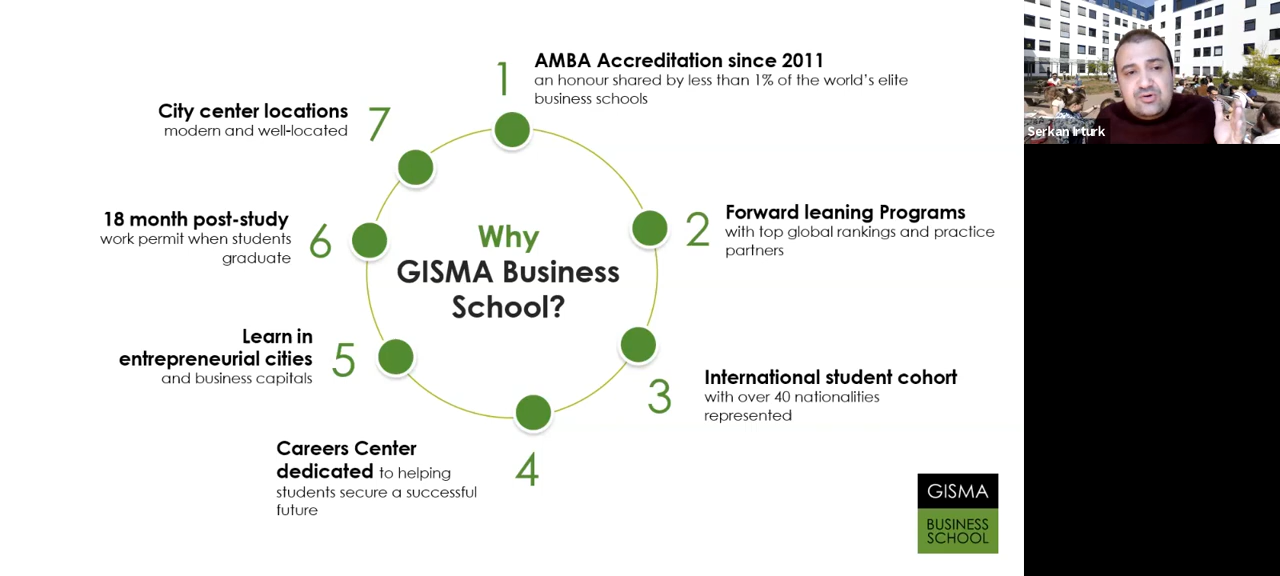 1
AMBA Accreditation since 2011
an honour shared by less than 1% of the world's elite
business schools
2
Forward leaning Programs
with top global rankings and practice
partners
3
International student cohort
with over 40 nationalities
represented
4
Careers Center
dedicated to helping
students secure a successful
future
5
Learn in
entrepreneurial cities
and business capitals
6
18 month post-study
work permit when students
graduate
7
City center locations
modern and well-located
Why
GISMA Business
School?
GISMA
BUSINESS
SCHOOL
Serkan Irturk